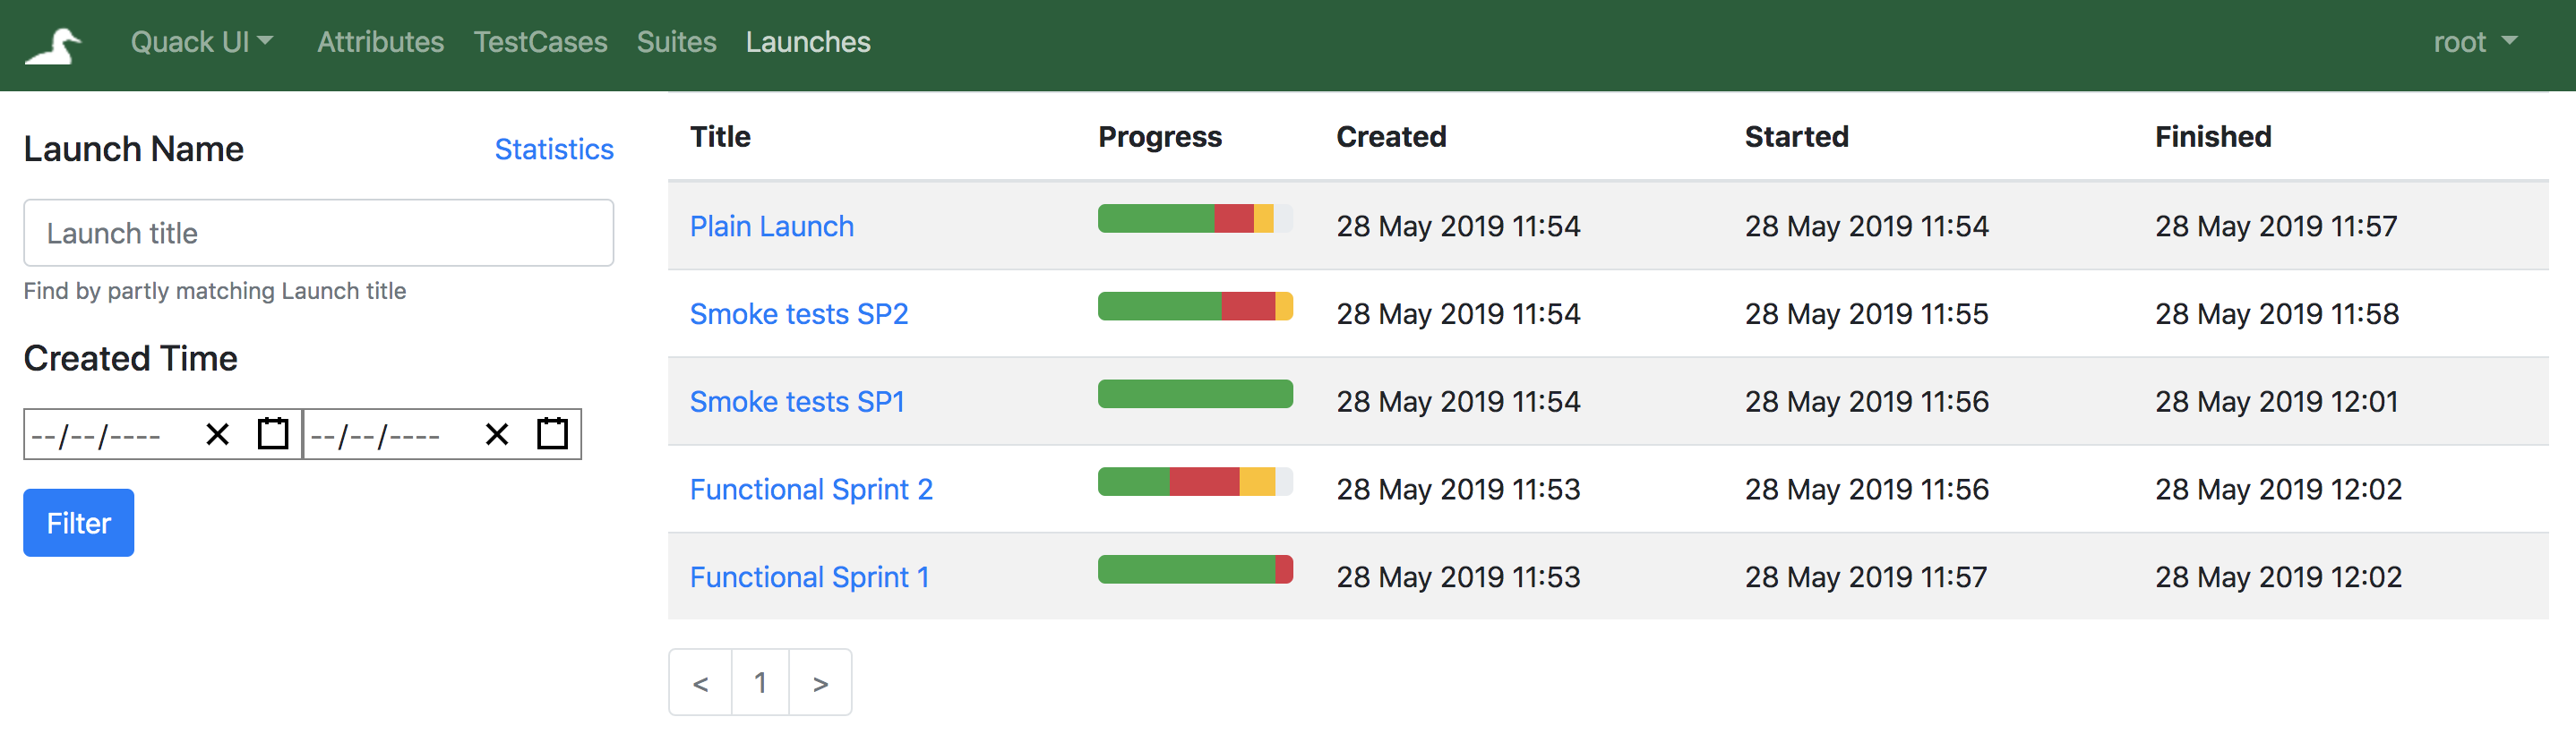 Quack UI Attributes TestCases Suites Launches root
Launch Name Statistics
Launch title
Find by partly matching Launch title
Created Time
--/--/---- --/--/----
Filter
Title Progress Created Started Finished
Plain Launch 28 May 2019 11:54 28 May 2019 11:54 28 May 2019 11:57
Smoke tests SP2 28 May 2019 11:54 28 May 2019 11:55 28 May 2019 11:58
Smoke tests SP1 28 May 2019 11:54 28 May 2019 11:56 28 May 2019 12:01
Functional Sprint 2 28 May 2019 11:53 28 May 2019 11:56 28 May 2019 12:02
Functional Sprint 1 28 May 2019 11:53 28 May 2019 11:57 28 May 2019 12:02
< 1 >